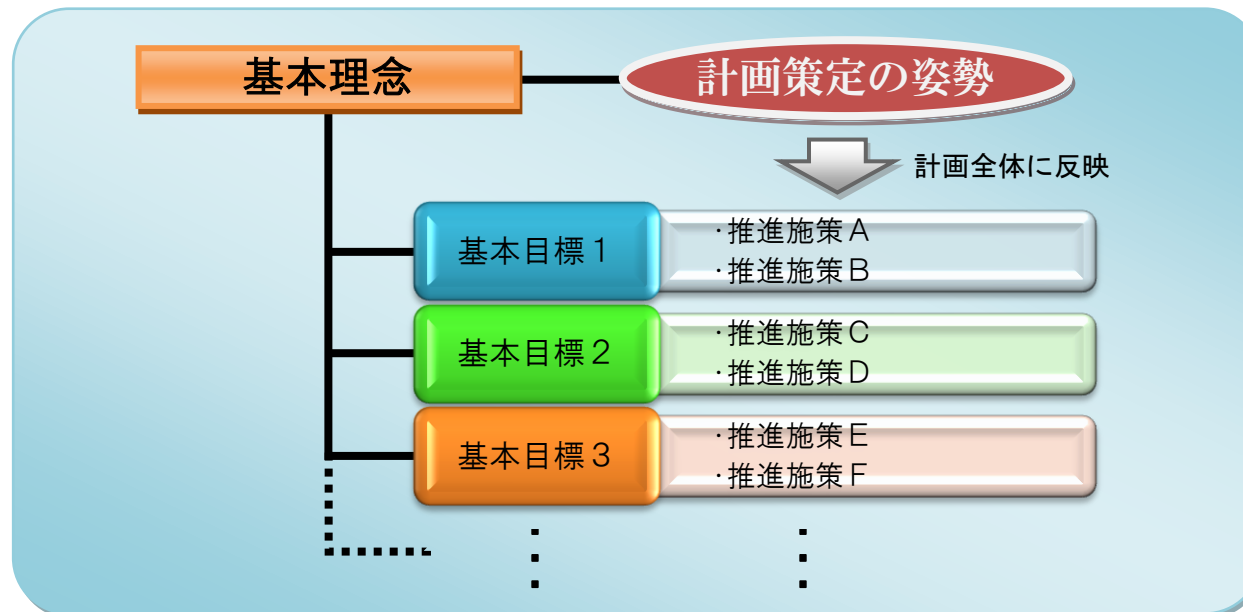 基本理念
計画策定の姿勢
計画全体に反映
基本目標１
・推進施策Ａ
・推進施策Ｂ
基本目標２
・推進施策Ｃ
・推進施策Ｄ
基本目標３
・推進施策Ｅ
・推進施策Ｆ